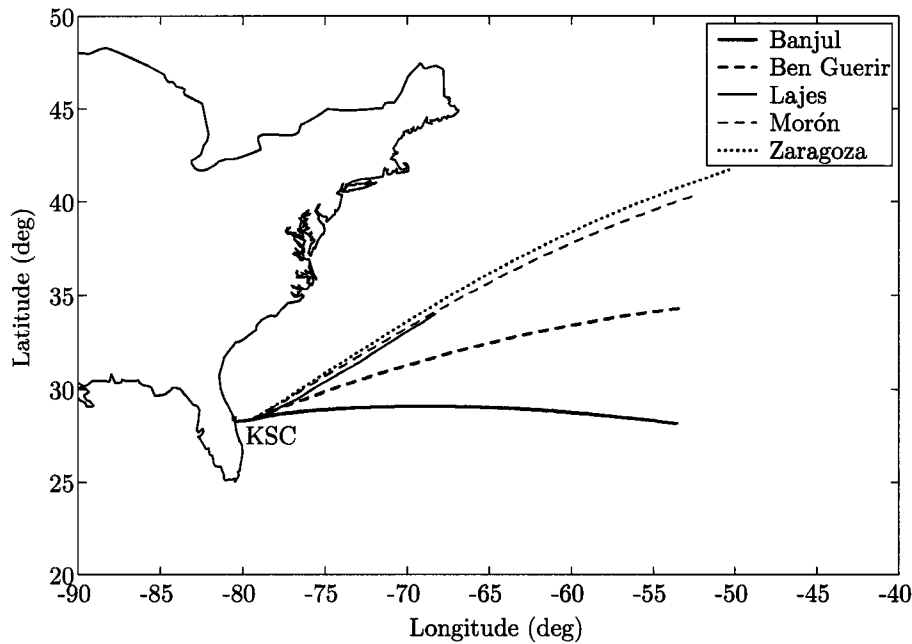 50
45
40
35
30
25
20
Latitude (deg)
Banjul
Ben Guerir
Lajes
Morón
Zaragoza
KSC
-90 -85 -80 -75 -70 -65 -60 -55 -50 -45 -40
Longitude (deg)